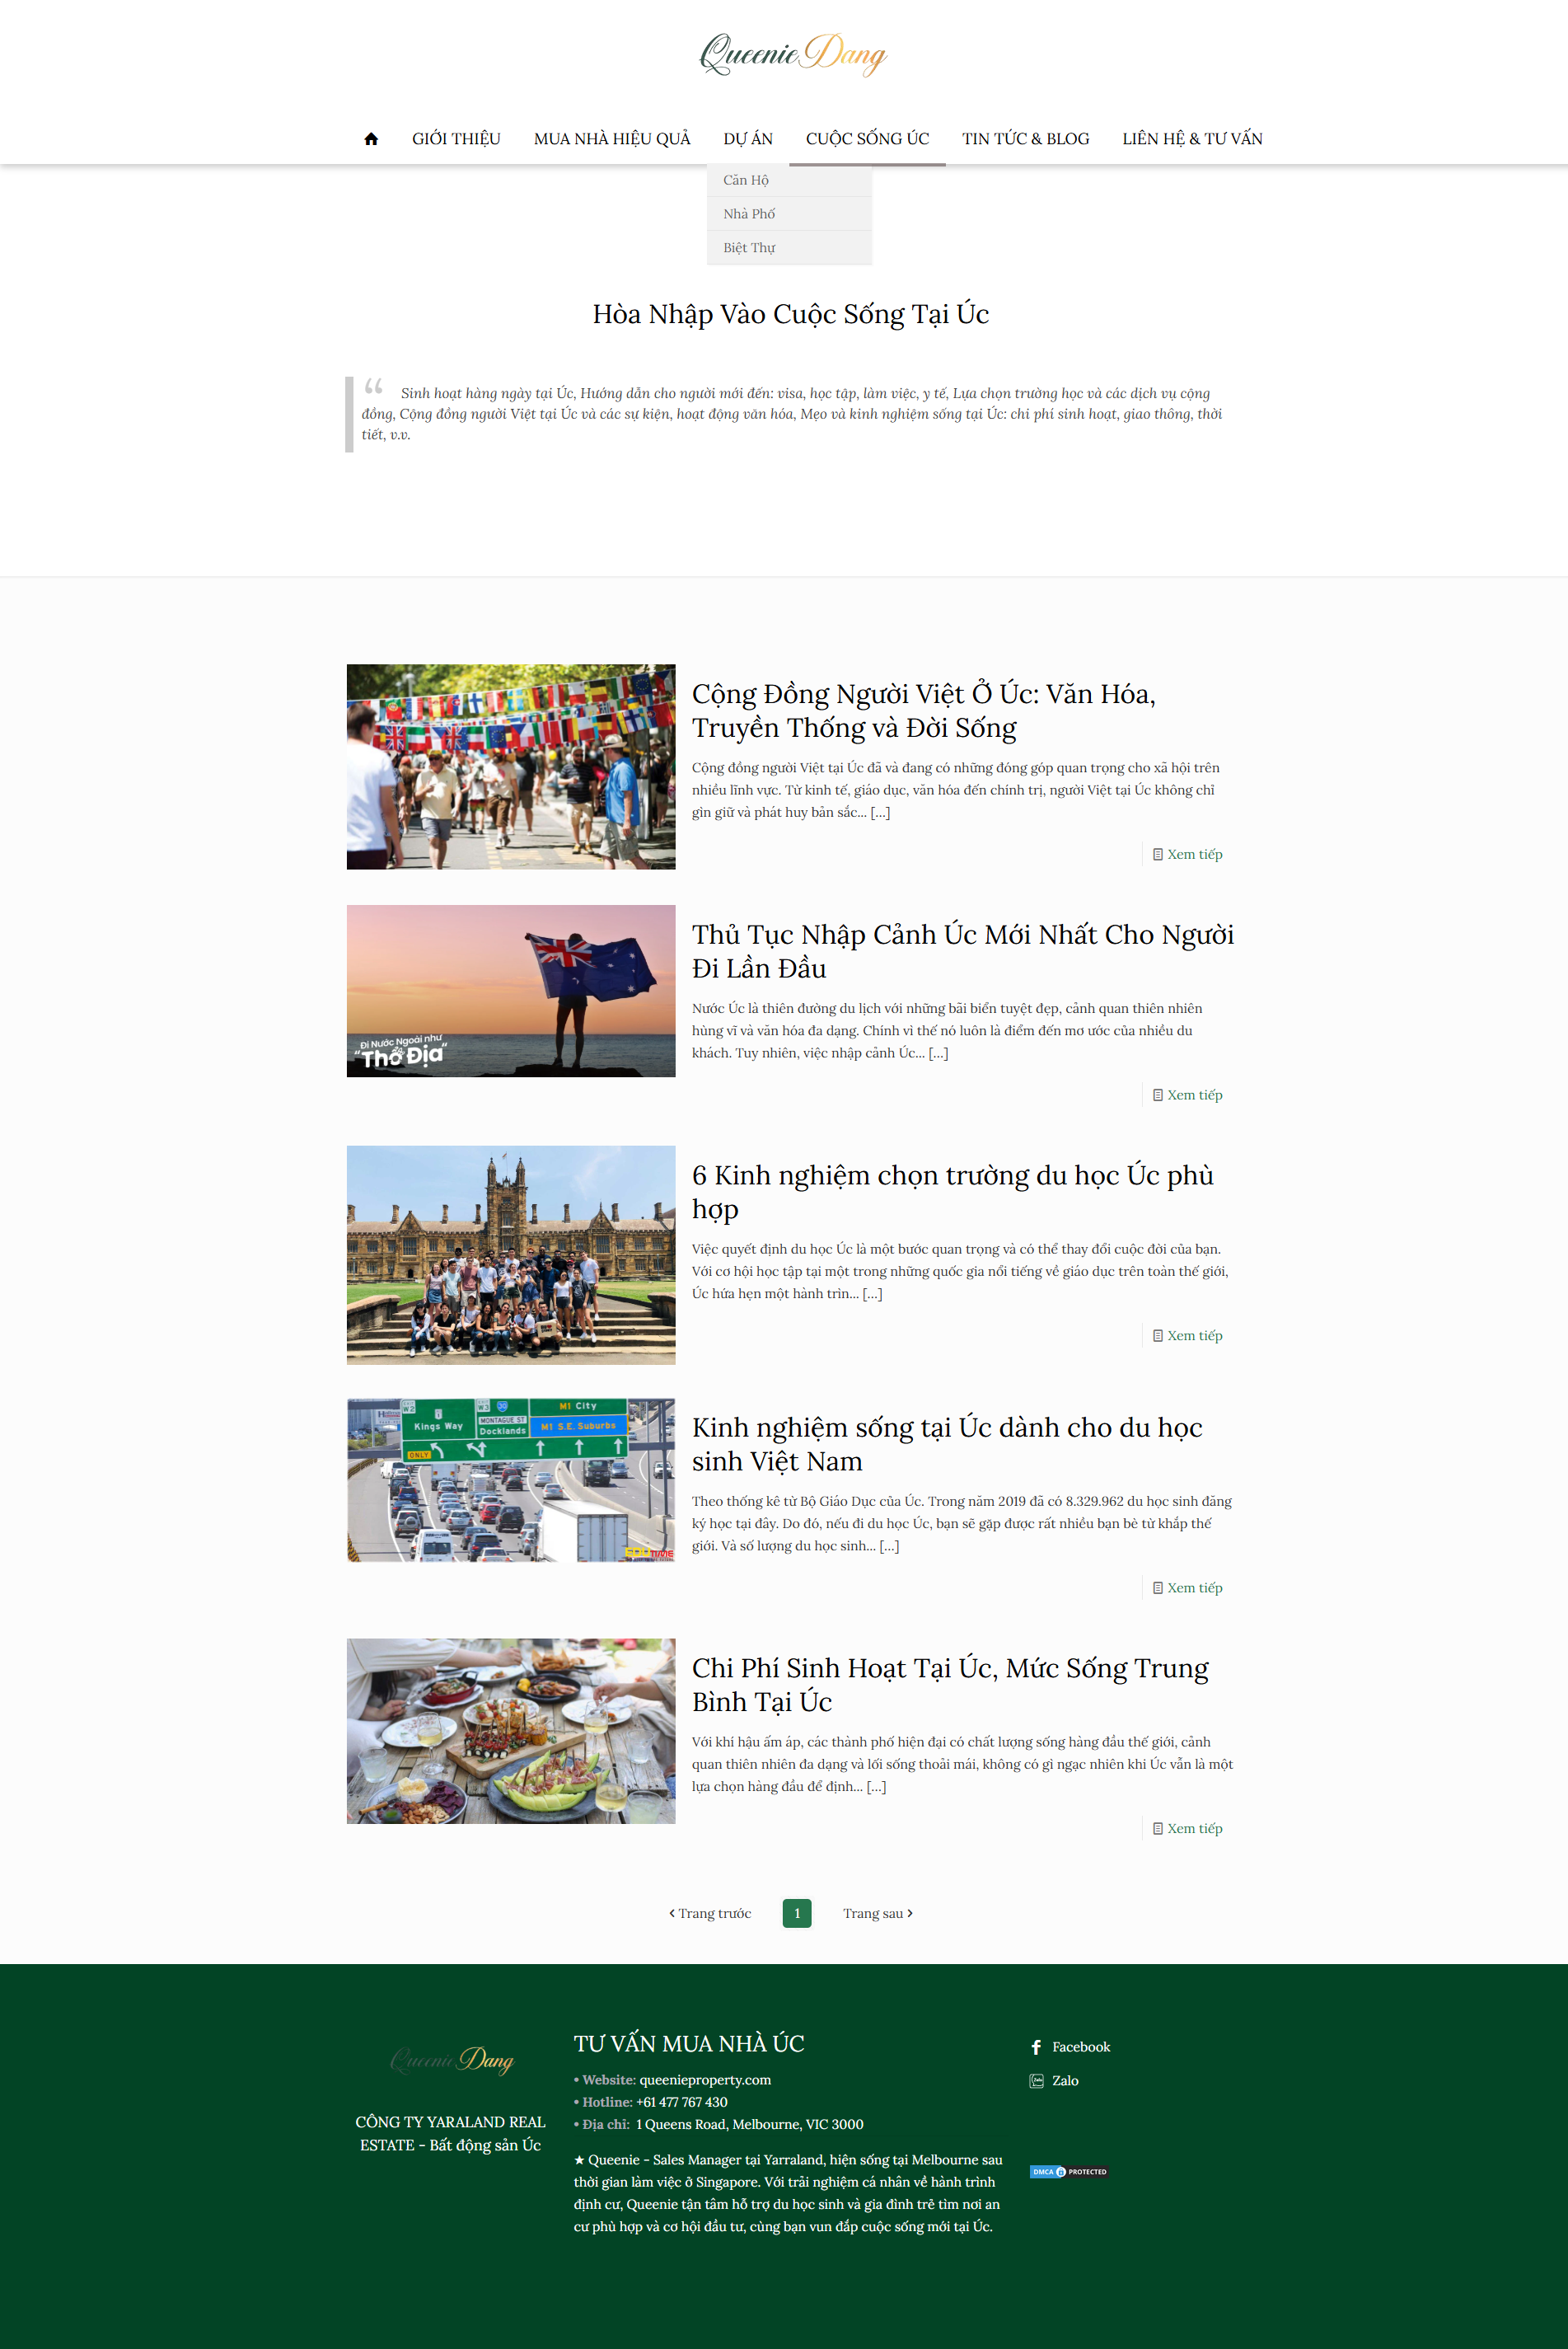 Queenie Dang
GIỚI THIỆU MUA NHÀ HIỆU QUẢ DỰ ÁN CUỘC SỐNG ÚC TIN TỨC & BLOG LIÊN HỆ & TƯ VẤN
Căn Hộ
Nhà Phố
Biệt Thự
Hòa Nhập Vào Cuộc Sống Tại Úc
“ Sinh hoạt hàng ngày tại Úc, Hướng dẫn cho người mới đến: visa, học tập, làm việc, y tế, Lựa chọn trường học và các dịch vụ cộng
đồng, Cộng đồng người Việt tại Úc và các sự kiện, hoạt động văn hóa, Mẹo và kinh nghiệm sống tại Úc: chi phí sinh hoạt, giao thông, thời
tiết, v.v.
Cộng Đồng Người Việt Ở Úc: Văn Hóa,
Truyền Thống và Đời Sống
Cộng đồng người Việt tại Úc đã và đang có những đóng góp quan trọng cho xã hội trên
nhiều lĩnh vực. Từ kinh tế, giáo dục, văn hóa đến chính trị, người Việt tại Úc không chỉ
gìn giữ và phát huy bản sắc... [...]
Xem tiếp
Đi Nước Ngoài như
"Thổ Địa"
Thủ Tục Nhập Cảnh Úc Mới Nhất Cho Người
Đi Lần Đầu
Nước Úc là thiên đường du lịch với những bãi biển tuyệt đẹp, cảnh quan thiên nhiên
hùng vĩ và văn hóa đa dạng. Chính vì thế nó luôn là điểm đến mơ ước của nhiều du
khách. Tuy nhiên, việc nhập cảnh Úc... [...]
Xem tiếp
6 Kinh nghiệm chọn trường du học Úc phù
hợp
Việc quyết định du học Úc là một bước quan trọng và có thể thay đổi cuộc đời của bạn.
Với cơ hội học tập tại một trong những quốc gia nổi tiếng về giáo dục trên toàn thế giới,
Úc hứa hẹn một hành trìn... [...]
Xem tiếp
W2 W3 30 M1 City
Kings Way MONTAGUE ST M1 S.E. Suburbs
Docklands
ONLY
EDUTIME
Kinh nghiệm sống tại Úc dành cho du học
sinh Việt Nam
Theo thống kê từ Bộ Giáo Dục của Úc. Trong năm 2019 đã có 8.329.962 du học sinh đăng
ký học tại đây. Do đó, nếu đi du học Úc, bạn sẽ gặp được rất nhiều bạn bè từ khắp thế
giới. Và số lượng du học sinh... [...]
Xem tiếp
Chi Phí Sinh Hoạt Tại Úc, Mức Sống Trung
Bình Tại Úc
Với khí hậu ấm áp, các thành phố hiện đại có chất lượng sống hàng đầu thế giới, cảnh
quan thiên nhiên đa dạng và lối sống thoải mái, không có gì ngạc nhiên khi Úc vẫn là một
lựa chọn hàng đầu để định... [...]
Xem tiếp
Trang trước 1 Trang sau
Queenie Dang
CÔNG TY YARALAND REAL
ESTATE - Bất động sản Úc
TƯ VẤN MUA NHÀ ÚC
• Website: queenieproperty.com
• Hotline: +61 477 767 430
• Địa chỉ: 1 Queens Road, Melbourne, VIC 3000
★ Queenie - Sales Manager tại Yarraland, hiện sống tại Melbourne sau
thời gian làm việc ở Singapore. Với trải nghiệm cá nhân về hành trình
định cư, Queenie tận tâm hỗ trợ du học sinh và gia đình trẻ tìm nơi an
cư phù hợp và cơ hội đầu tư, cùng bạn vun đắp cuộc sống mới tại Úc.
Facebook
Zalo
DMCA PROTECTED